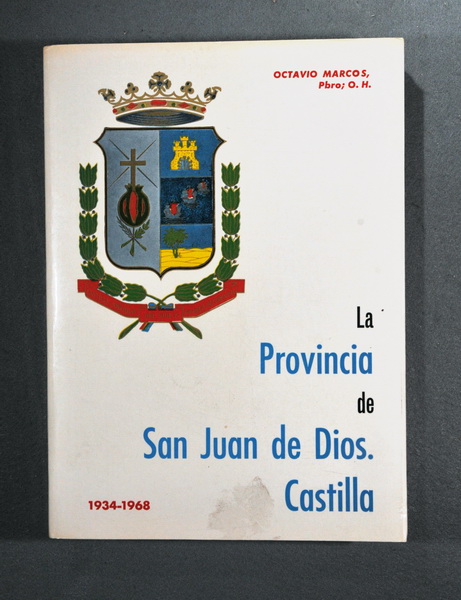 OCTAVIO MARCOS,
Pbro; O. H.
La
Provincia
de
San Juan de Dios.
Castilla
1934-1968